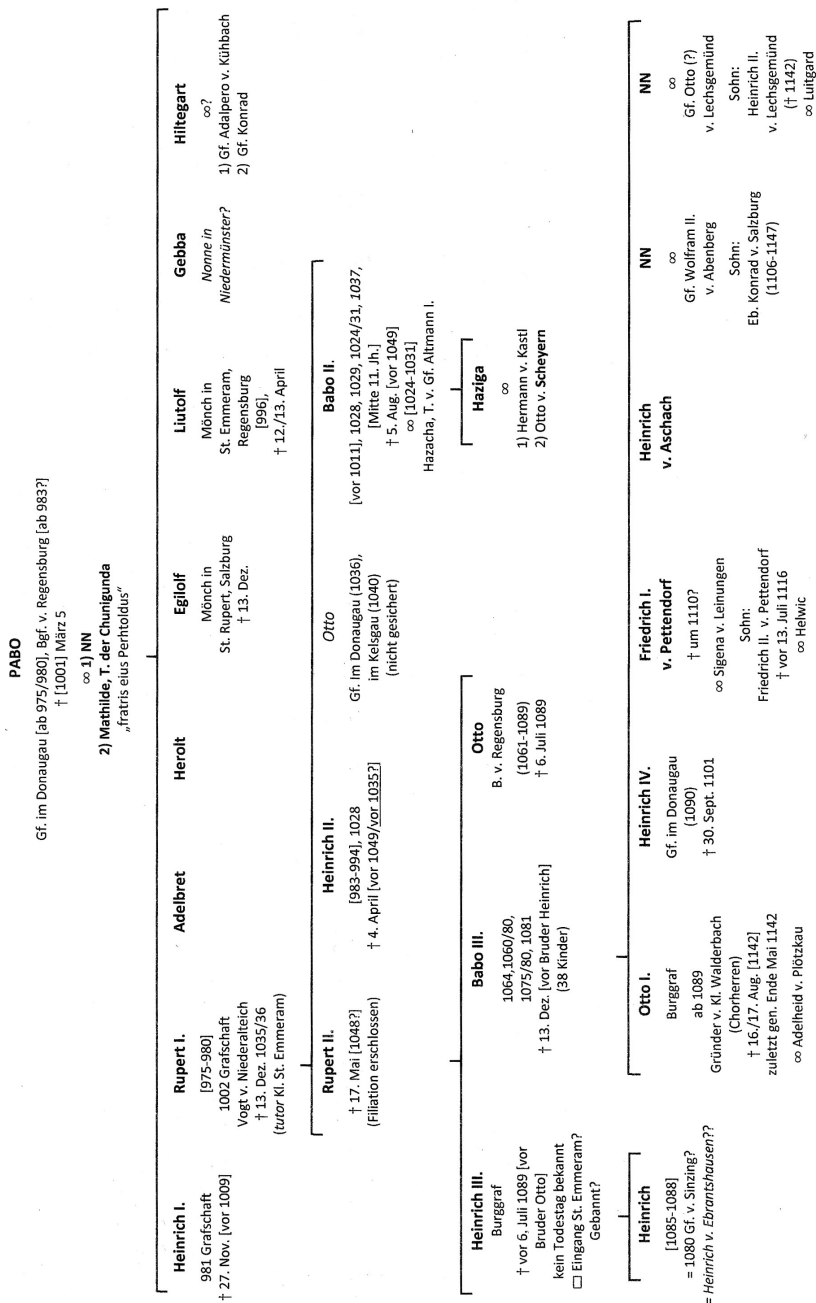 PABO
Gf. im Donaugau [ab 975/980], Bgf. v. Regensburg [ab 983?]
† [1001] März 5
∞ 1) NN
2) Mathilde, T. der Chunigunda
„fratris eius Perhtoldus"
Heinrich I.
981 Grafschaft
† 27. Nov. [vor 1009]
Rupert I.
[975-980]
1002 Grafschaft
Vogt v. Niederalteich
† 13. Dez. 1035/36
(tutor Kl. St. Emmeram)
Adelbret
Herolt
Egilolf
Mönch in
St. Rupert, Salzburg
† 13. Dez.
Liutolf
Mönch in
St. Emmeram,
Regensburg
[996],
† 12./13. April
Gebba
Nonne in
Niedermünster?
Hiltegart
∞?
1) Gf. Adalpero v. Kühbach
2) Gf. Konrad
Rupert II.
† 17. Mai [1048?]
(Filiation erschlossen)
Heinrich II.
[983-994], 1028
† 4. April [vor 1049/vor 1035?]
Otto
Gf. Im Donaugau (1036),
im Kelsgau (1040)
(nicht gesichert)
Babo II.
[vor 1011], 1028, 1029, 1024/31, 1037,
[Mitte 11. Jh.]
† 5. Aug. [vor 1049]
∞ [1024-1031]
Hazacha, T. v. Gf. Altmann I.
Heinrich III.
Burggraf
† vor 6. Juli 1089 [vor
Bruder Otto]
kein Todestag bekannt
□ Eingang St. Emmeram?
Gebannt?
Babo III.
1064,1060/80,
1075/80, 1081
† 13. Dez. [vor Bruder Heinrich]
(38 Kinder)
Otto
B. v. Regensburg
(1061-1089)
† 6. Juli 1089
Haziga
∞
1) Hermann v. Kastl
2) Otto v. Scheyern
Heinrich
[1085-1088]
= 1080 Gf. v. Sinzing?
= Heinrich v. Ebrantshausen??
Otto I.
Burggraf
ab 1089
Gründer v. Kl. Walderbach
(Chorherren)
† 16./17. Aug. [1142]
zuletzt gen. Ende Mai 1142
∞ Adelheid v. Plötzkau
Heinrich IV.
Gf. im Donaugau
(1090)
† 30. Sept. 1101
Friedrich I.
v. Pettendorf
† um 1110?
∞ Sigena v. Leinungen
Sohn:
Friedrich II. v. Pettendorf
† vor 13. Juli 1116
∞ Helwic
Heinrich
v. Aschach
NN
∞
Gf. Wolfram II.
v. Abenberg
Sohn:
Eb. Konrad v. Salzburg
(1106-1147)
NN
∞
Gf. Otto (?)
v. Lechsgemünd
Sohn:
Heinrich II.
v. Lechsgemünd
(† 1142)
∞ Luitgard